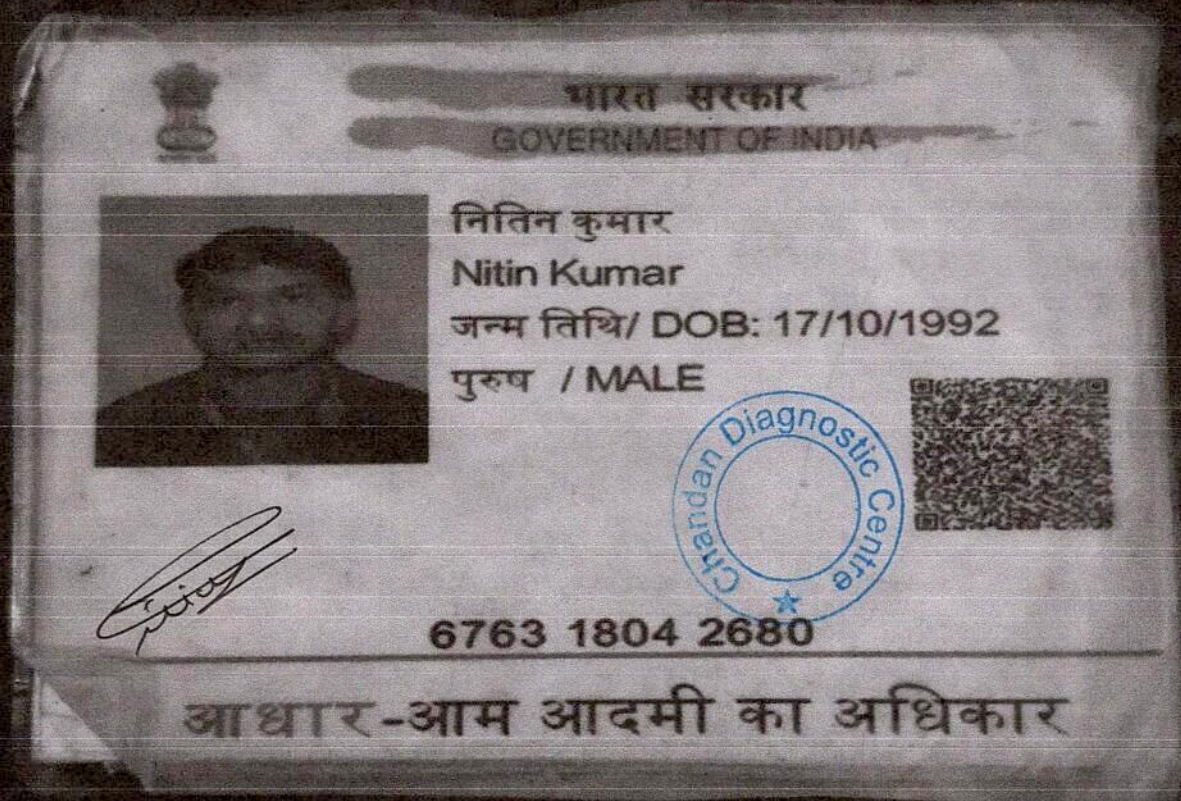 भारत सरकार
GOVERNMENT OF INDIA
नितिन कुमार
Nitin Kumar
जन्म तिथि/ DOB: 17/10/1992
पुरुष / MALE
Chandan Diagnostic Centre
6763 1804 2680
आधार-आम आदमी का अधिकार